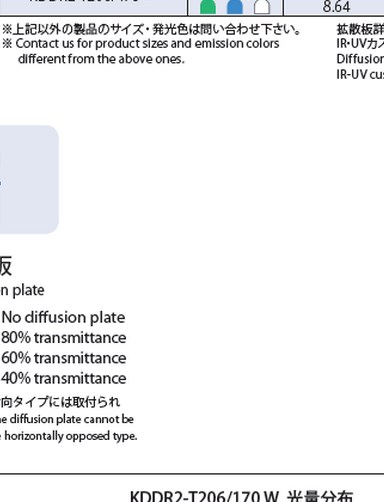 8.64
※上記以外の製品のサイズ・発光色は問い合わせ下さい。
※ Contact us for product sizes and emission colors
different from the above ones.
拡散板詳
IR・UVカス
Diffusion
IR-UV cus
板
n plate
No diffusion plate
80% transmittance
60% transmittance
40% transmittance
向タイプには取付られ
e diffusion plate cannot be
horizontally opposed type.
KDDR2-T206/170 W 光量分布